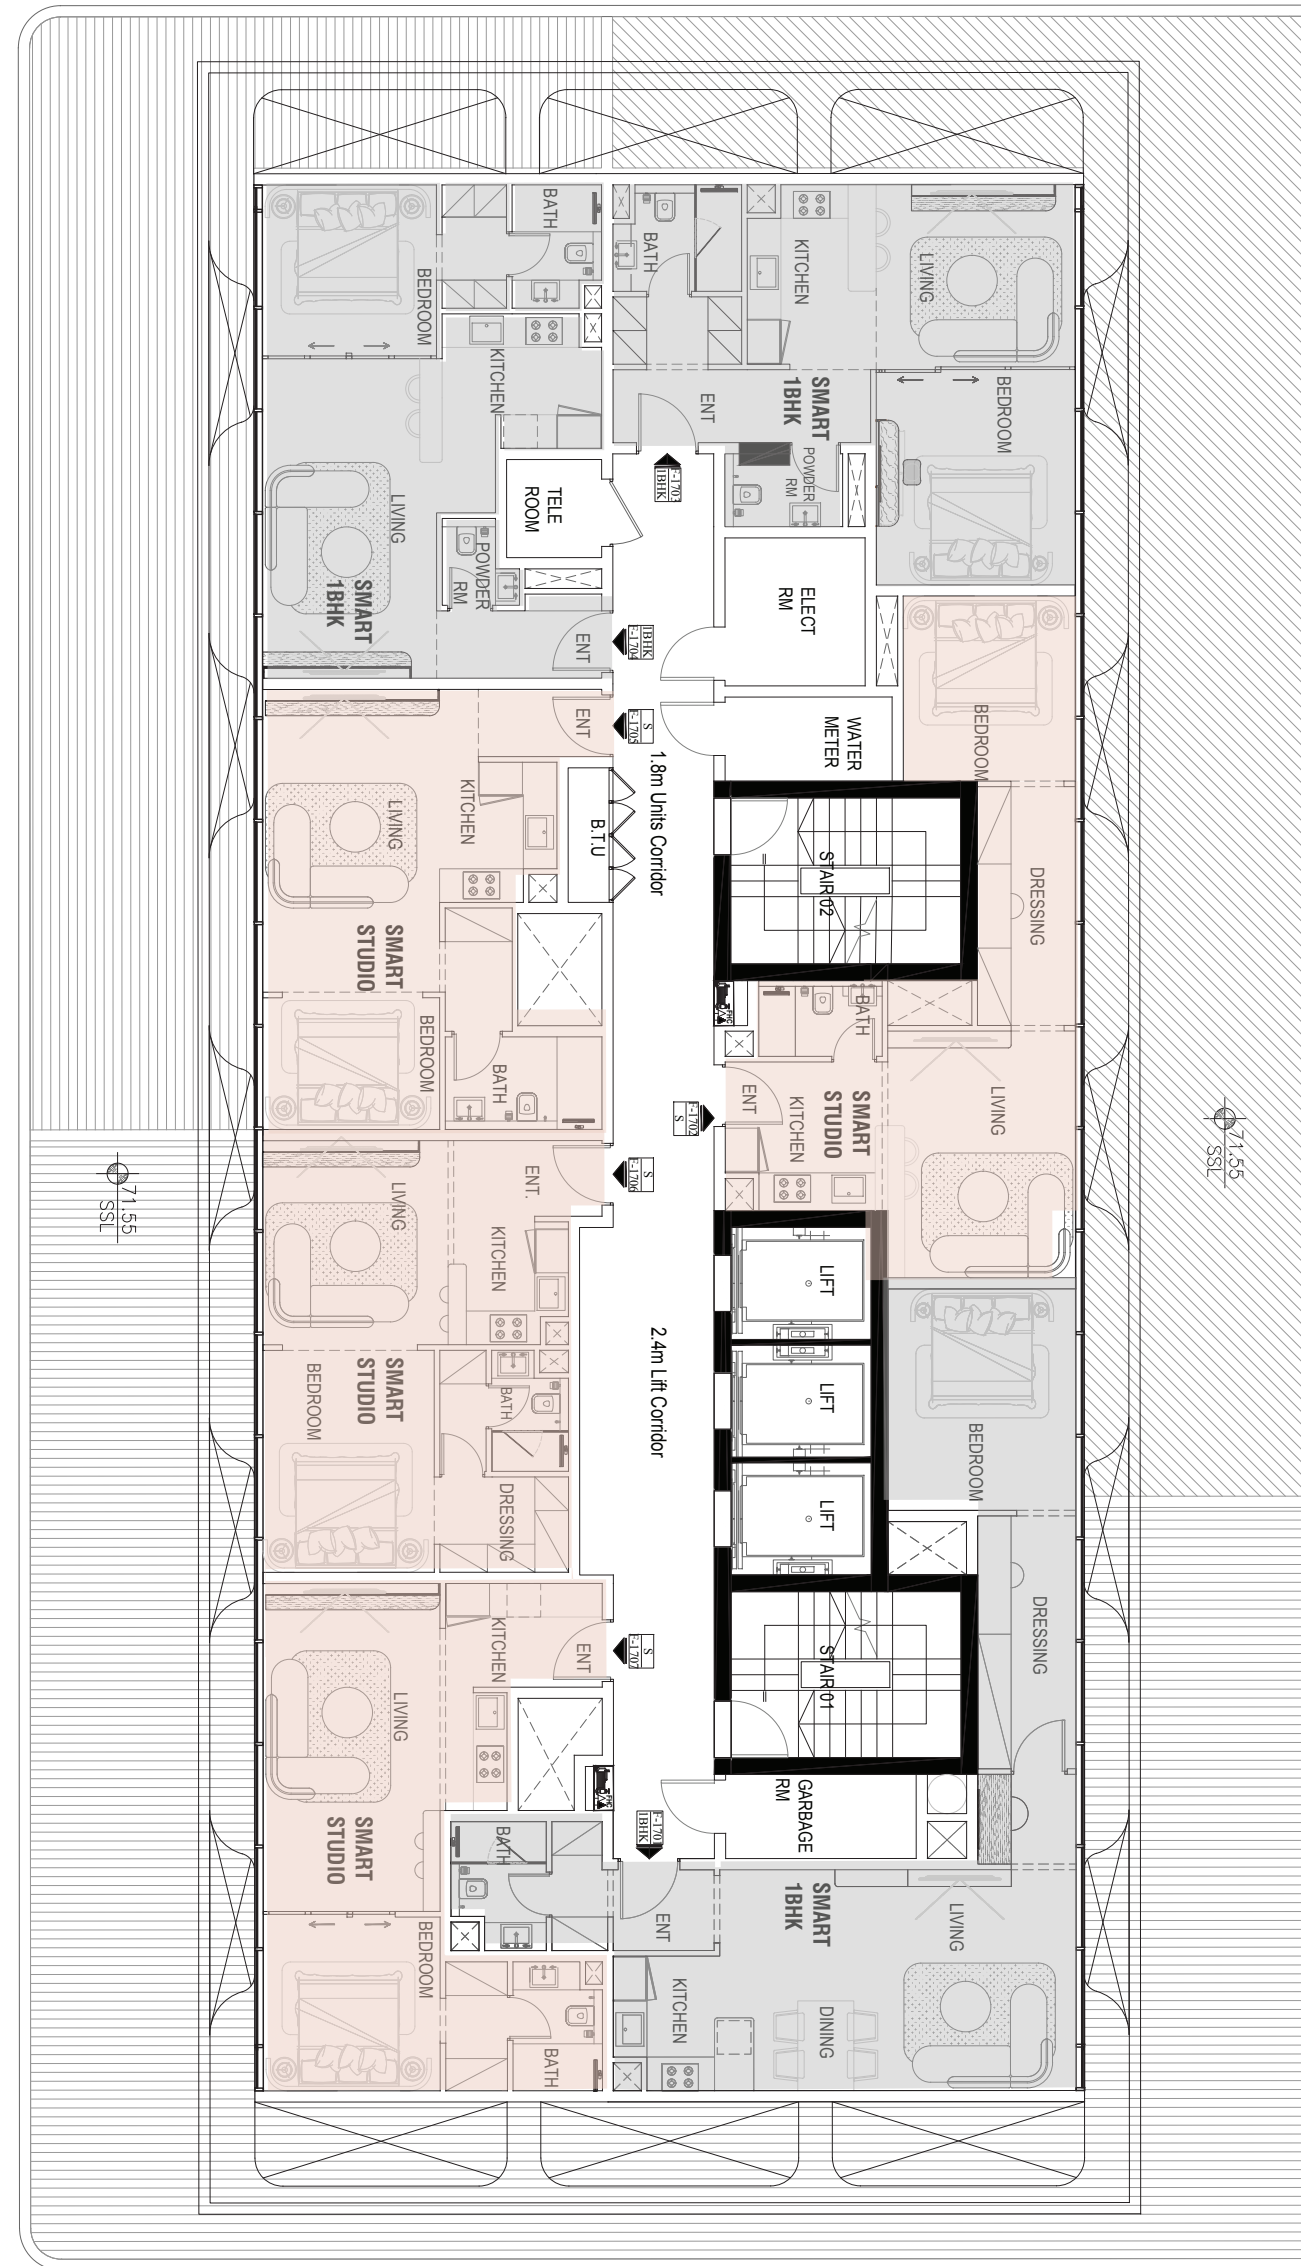 BATH
BEDROOM
KITCHEN
LIVING
SMART
1BHK
POWDER
RM
TELE
ROOM
ENT
1BHK
F-1704
BATH
KITCHEN
LIVING
BEDROOM
SMART
1BHK
ENT
POWDER
RM
F-1703
1BHK
ELECT
RM
WATER
METER
S
F-1705
ENT
KITCHEN
LIVING
SMART
STUDIO
BEDROOM
BATH
B.T.U
1.8m Units Corridor
STAIR 02
BEDROOM
DRESSING
BATH
FHC
ENT
KITCHEN
SMART
STUDIO
LIVING
F-1702
S
71.55
SSL
71.55
SSL
S
F-1706
ENT.
LIVING
KITCHEN
SMART
STUDIO
BEDROOM
BATH
DRESSING
2.4m Lift Corridor
LIFT
LIFT
LIFT
BEDROOM
DRESSING
STAIR 01
S
F-1707
ENT
KITCHEN
LIVING
SMART
STUDIO
BEDROOM
BATH
FHC
GARBAGE
RM
F-1701
1BHK
BATH
ENT
SMART
1BHK
LIVING
KITCHEN
DINING